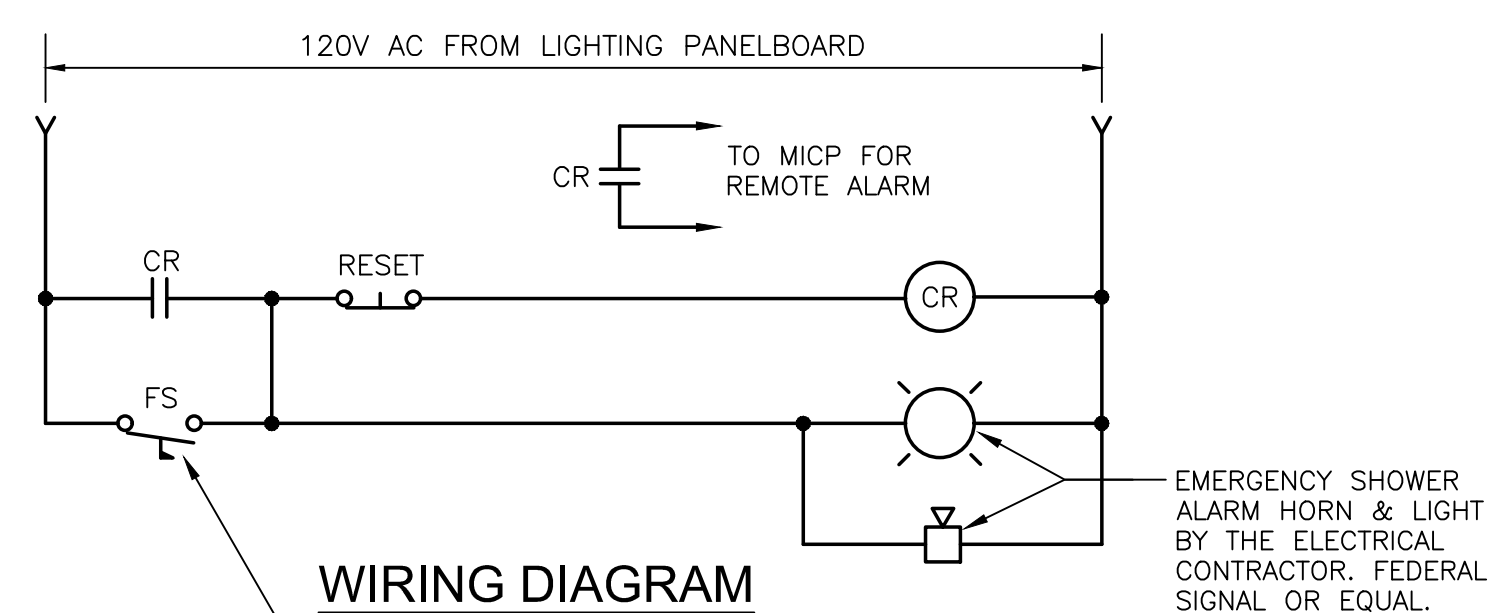 120V AC FROM LIGHTING PANELBOARD
CR
TO MICP FOR
REMOTE ALARM
CR
RESET
CR
FS
EMERGENCY SHOWER
ALARM HORN & LIGHT
BY THE ELECTRICAL
CONTRACTOR. FEDERAL
SIGNAL OR EQUAL.
WIRING DIAGRAM